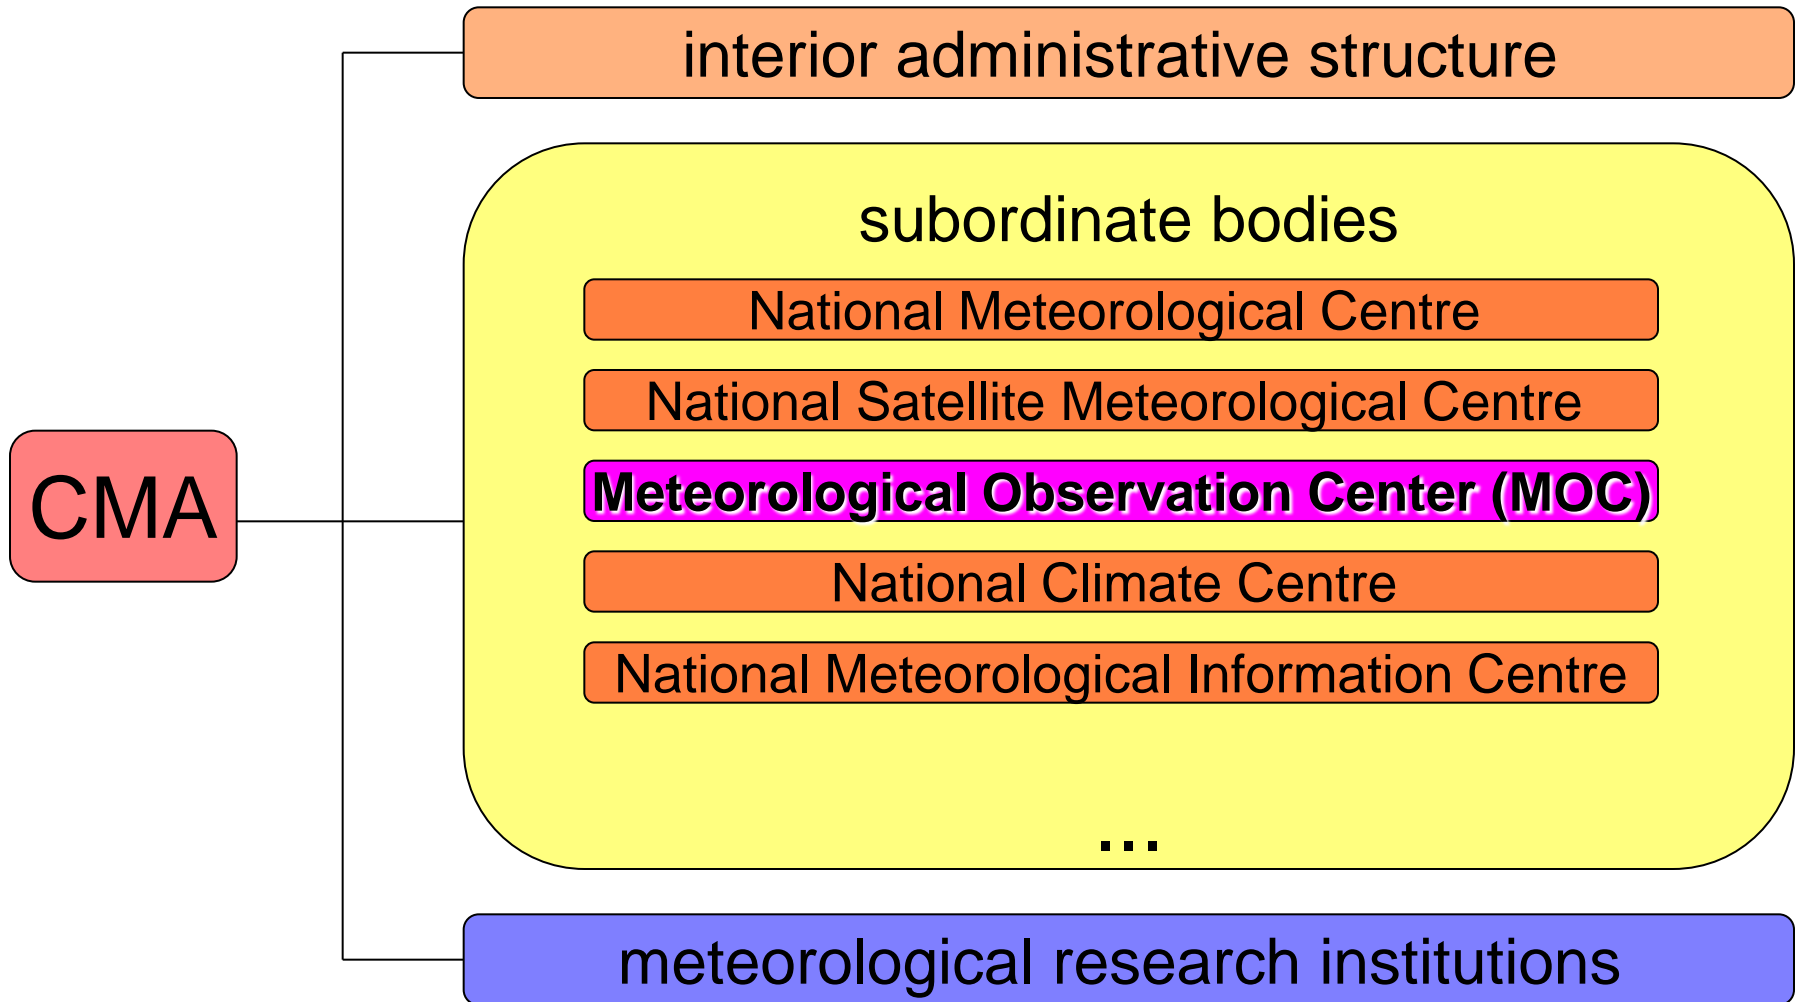 interior administrative structure
subordinate bodies
National Meteorological Centre
National Satellite Meteorological Centre
CMA
Meteorological Observation Center (MOC)
National Climate Centre
National Meteorological Information Centre
...
meteorological research institutions